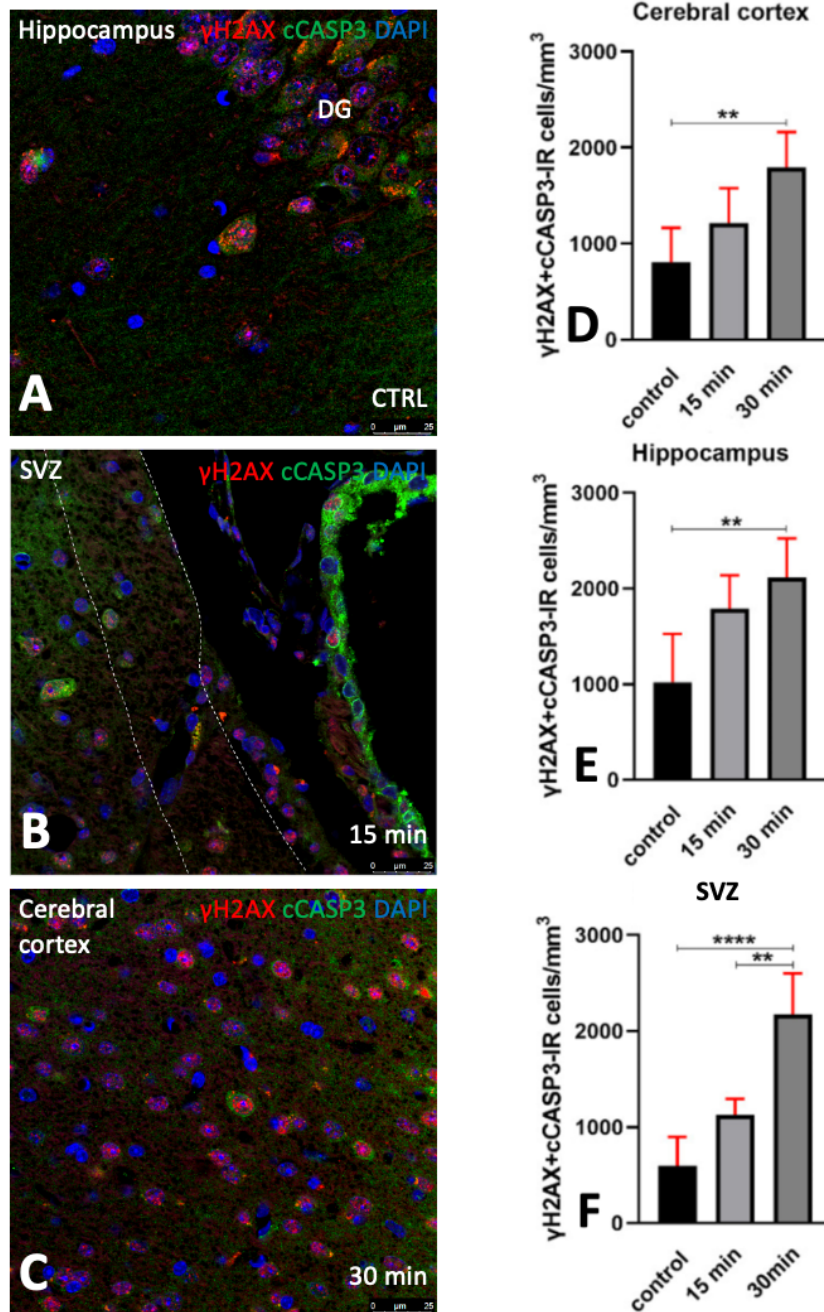 Hippocampus γH2AX cCASP3 DAPI
DG
A
CTRL
0 µm 25
SVZ
γH2AX cCASP3 DAPI
B
15 min
0 µm 25
Cerebral
cortex
γH2AX cCASP3 DAPI
C
30 min
0 µm 25
Cerebral cortex
γH2AX+cCASP3-IR cells/mm³
3000
2000
1000
0
**
D
control
15 min
30 min
Hippocampus
γH2AX+cCASP3-IR cells/mm³
3000
2000
1000
0
**
E
control
15 min
30 min
SVZ
γH2AX+cCASP3-IR cells/mm³
3000
2000
1000
0
****
**
F
control
15 min
30min